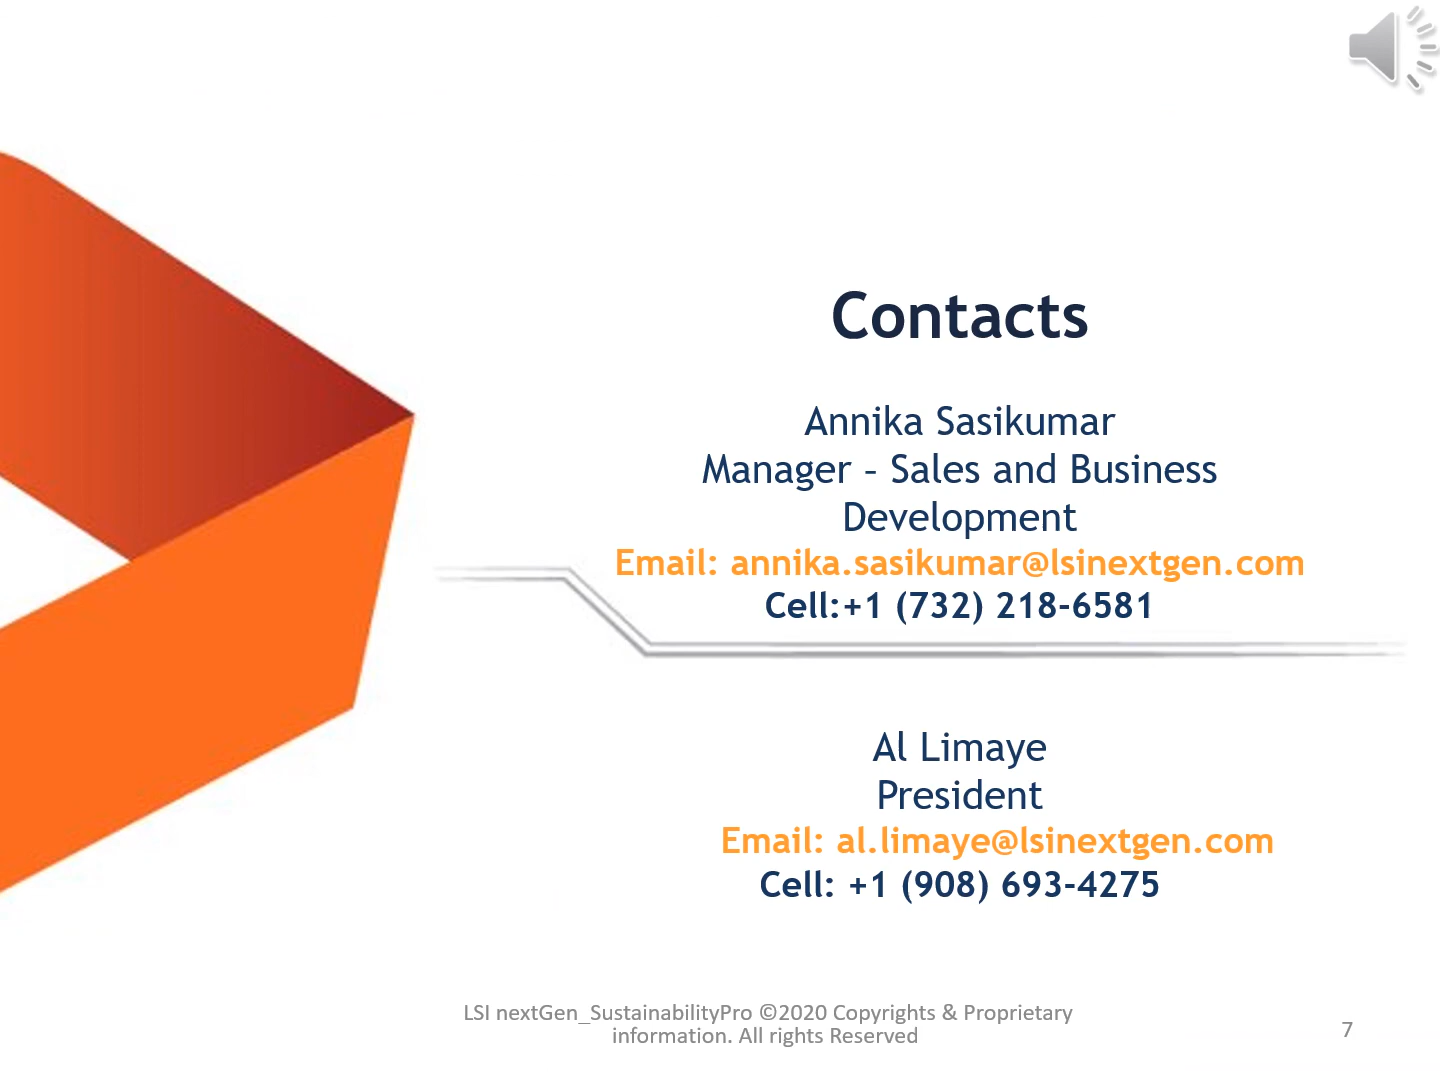 Contacts
Annika Sasikumar
Manager – Sales and Business
Development
Email: annika.sasikumar@lsinextgen.com
Cell:+1 (732) 218-6581
Al Limaye
President
Email: al.limaye@lsinextgen.com
Cell: +1 (908) 693-4275
LSI nextGen_SustainabilityPro ©2020 Copyrights & Proprietary
information. All rights Reserved
7